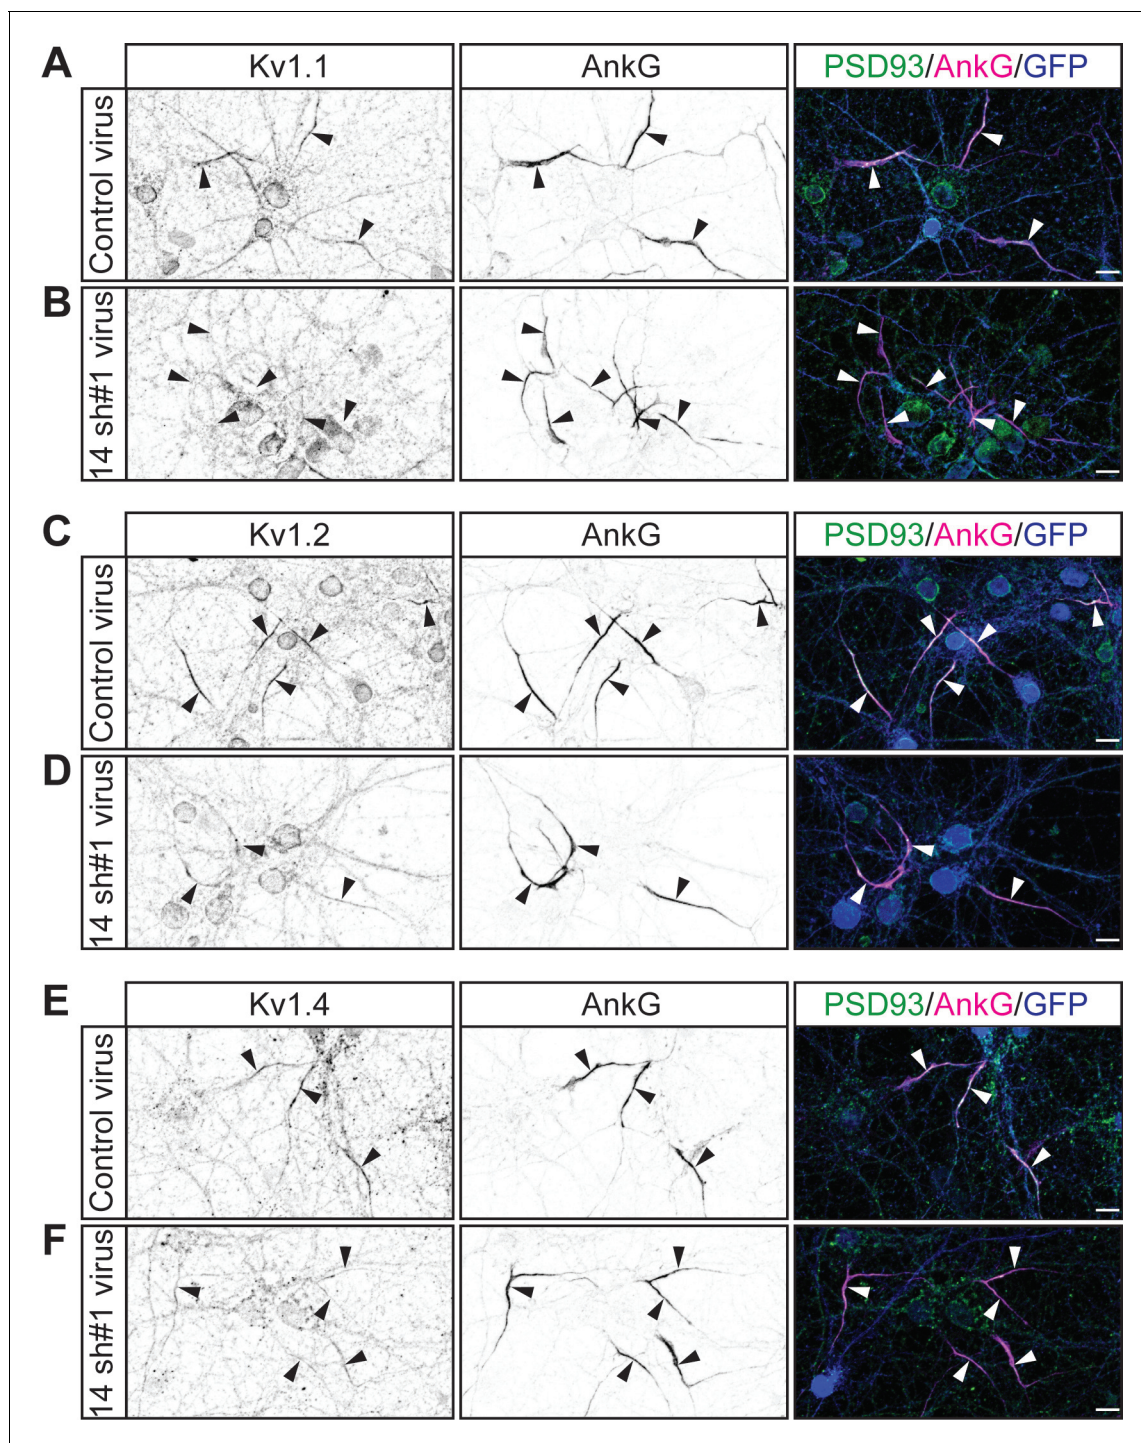 A
Kv1.1
AnkG
PSD93/AnkG/GFP
Control virus
B
14 sh#1 virus
C
Kv1.2
AnkG
PSD93/AnkG/GFP
Control virus
D
14 sh#1 virus
E
Kv1.4
AnkG
PSD93/AnkG/GFP
Control virus
F
14 sh#1 virus